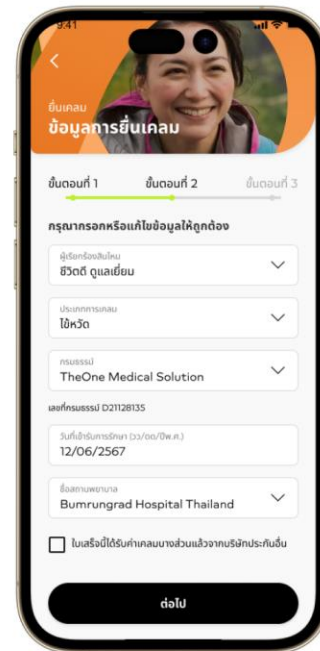 9:41
ยื่นเคลม
ข้อมูลการยื่นเคลม
ขั้นตอนที่ 1 ขั้นตอนที่ 2 ขั้นตอนที่ 3
กรุณากรอกหรือแก้ไขข้อมูลให้ถูกต้อง
ผู้เรียกร้องสินไหม
ชีวิตดี ดูแลเยี่ยม
ประเภทการเคลม
ไข้หวัด
กรมธรรม์
TheOne Medical Solution
เลขที่กรมธรรม์ D21128135
วันที่เข้ารับการรักษา (วว/ดด/ปีพ.ศ.)
12/06/2567
ชื่อสถานพยาบาล
Bumrungrad Hospital Thailand
ใบเสร็จนี้ได้รับค่าเคลมบางส่วนแล้วจากบริษัทประกันอื่น
ต่อไป